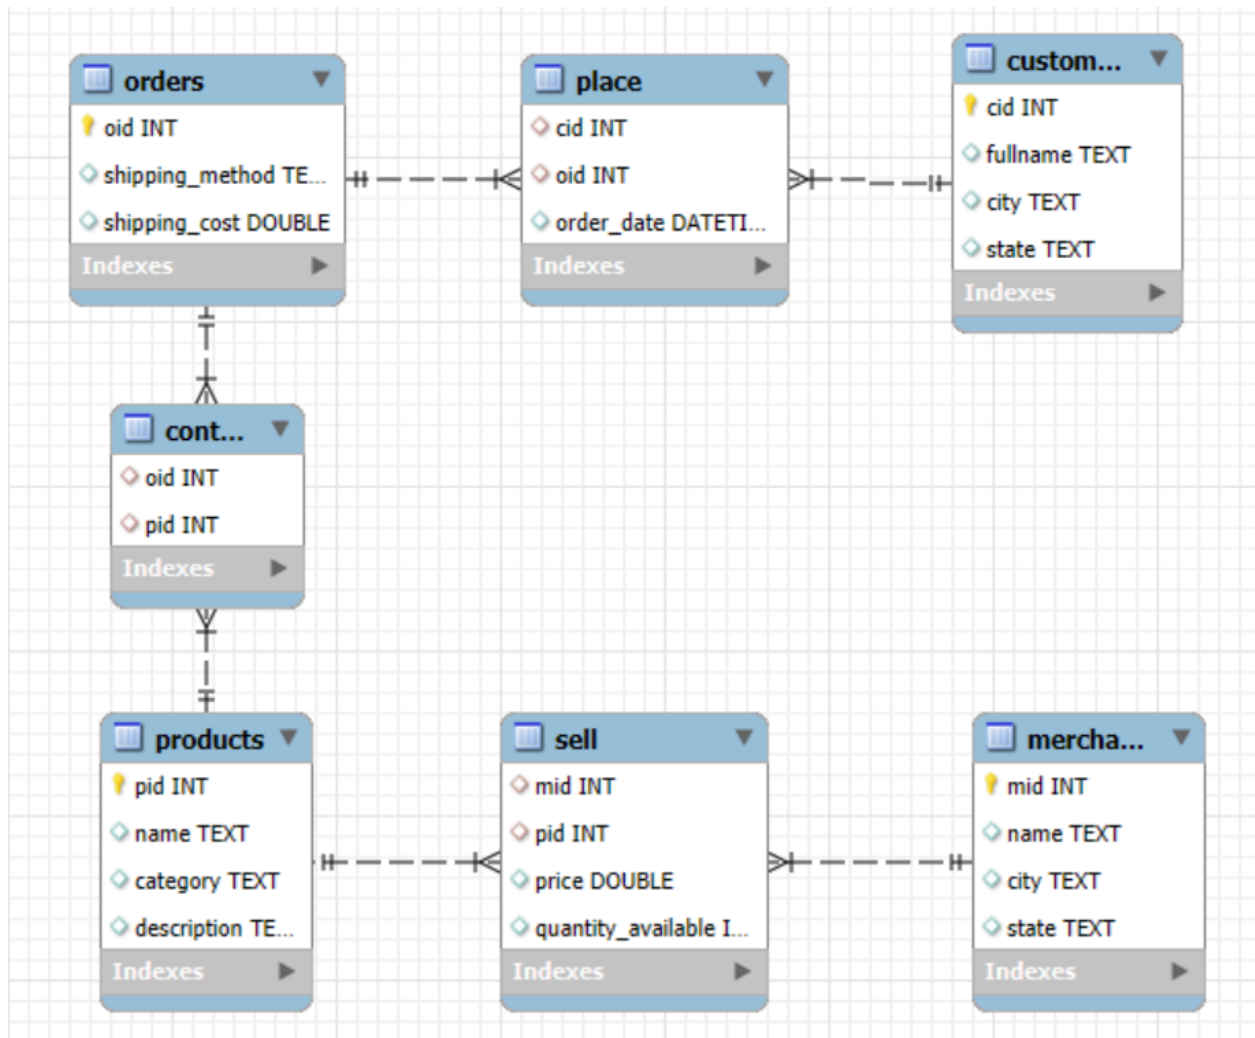 orders
oid INT
shipping_method TE...
shipping_cost DOUBLE
Indexes
place
cid INT
oid INT
order_date DATETI...
Indexes
custom...
cid INT
fullname TEXT
city TEXT
state TEXT
Indexes
cont...
oid INT
pid INT
Indexes
products
pid INT
name TEXT
category TEXT
description TE...
Indexes
sell
mid INT
pid INT
price DOUBLE
quantity_available I...
Indexes
mercha...
mid INT
name TEXT
city TEXT
state TEXT
Indexes